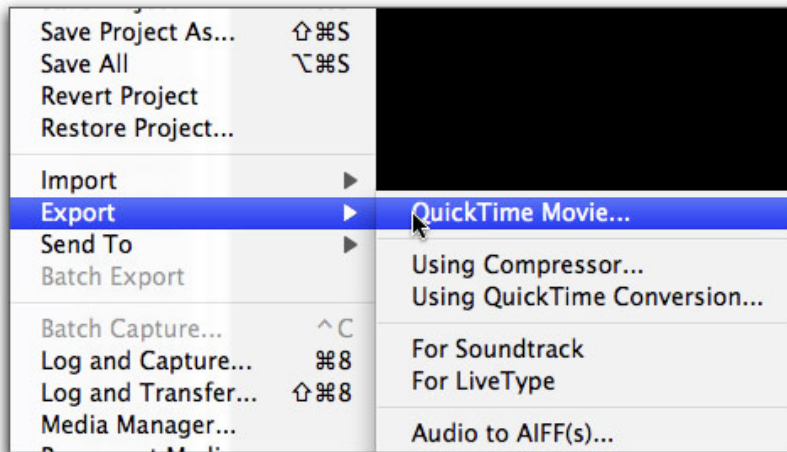 Save Project As... ⇧⌘S
Save All ⌥⌘S
Revert Project
Restore Project...
Import
Export
Send To
Batch Export
Batch Capture... ^C
Log and Capture... ⌘8
Log and Transfer... ⇧⌘8
Media Manager...
QuickTime Movie...
Using Compressor...
Using QuickTime Conversion...
For Soundtrack
For LiveType
Audio to AIFF(s)...